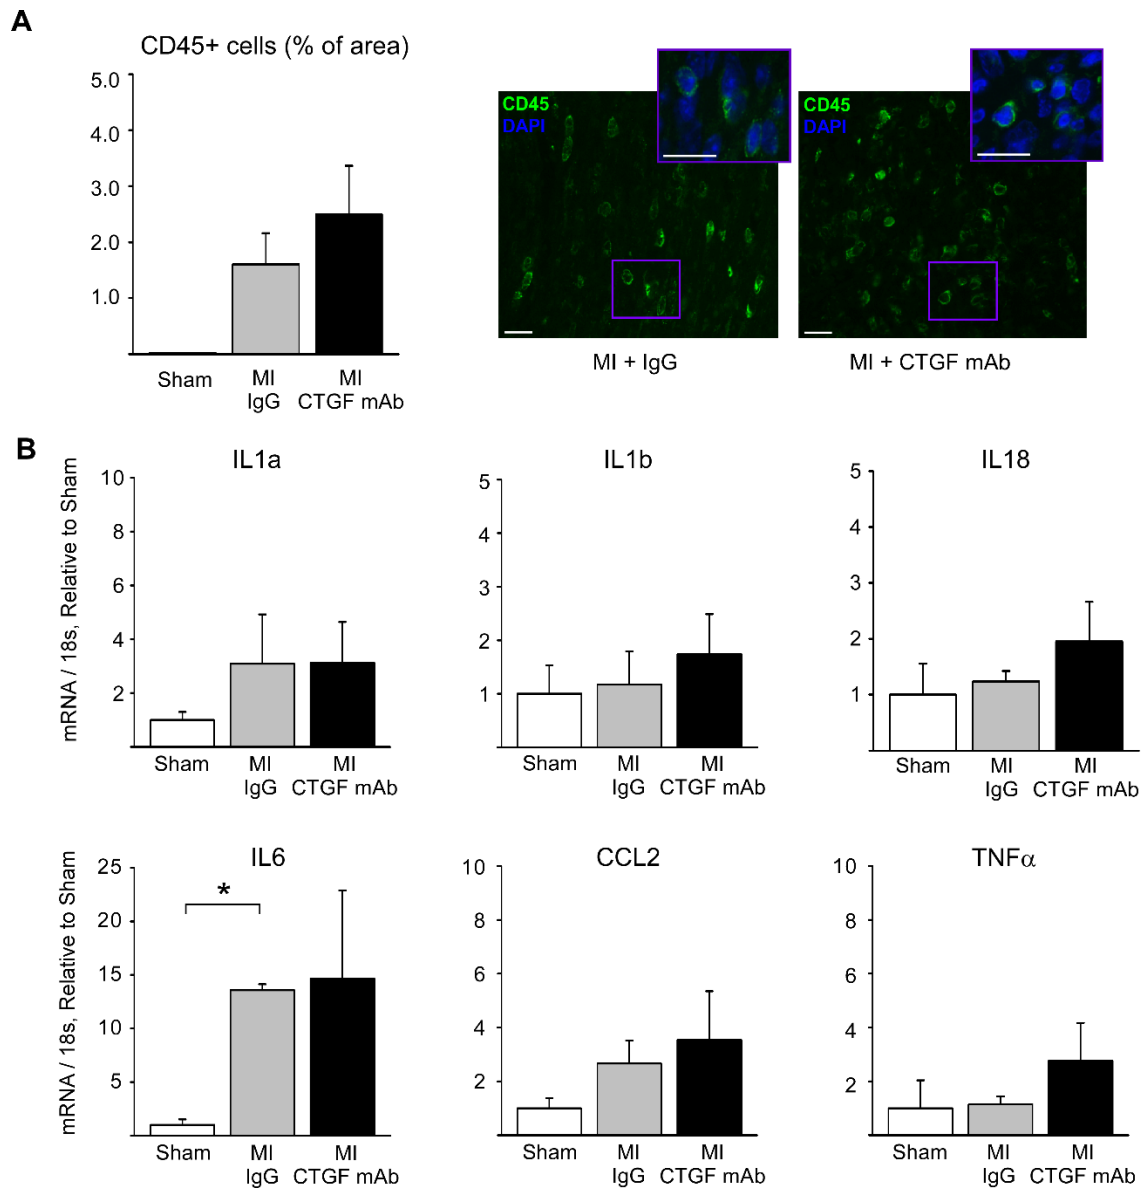 A
CD45+ cells (% of area)
5.0
4.0
3.0
2.0
1.0
Sham
MI
IgG
MI
CTGF mAb
CD45
DAPI
MI + IgG
CD45
DAPI
MI + CTGF mAb
B
mRNA / 18s, Relative to Sham
IL1a
10
8
6
4
2
Sham
MI
IgG
MI
CTGF mAb
IL1b
5
4
3
2
1
Sham
MI
IgG
MI
CTGF mAb
IL18
5
4
3
2
1
Sham
MI
IgG
MI
CTGF mAb
mRNA / 18s, Relative to Sham
IL6
25
20
15
10
5
*
Sham
MI
IgG
MI
CTGF mAb
CCL2
10
8
6
4
2
Sham
MI
IgG
MI
CTGF mAb
TNFα
10
8
6
4
2
Sham
MI
IgG
MI
CTGF mAb